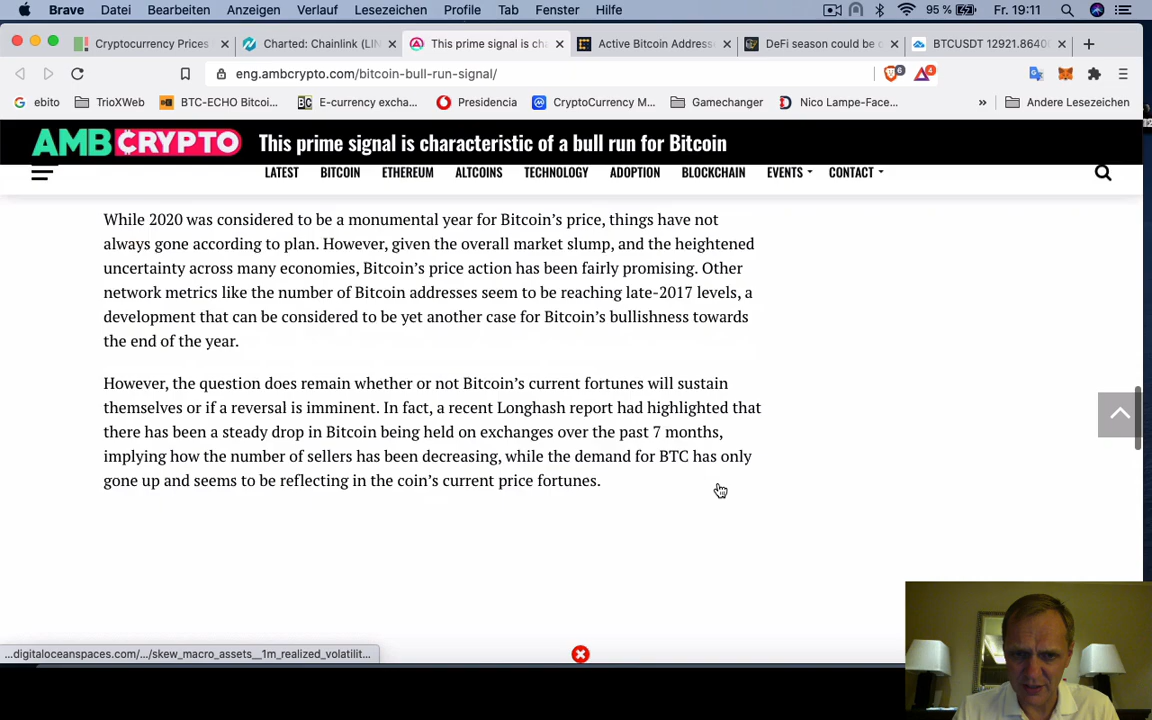 Brave Datei Bearbeiten Anzeigen Verlauf Lesezeichen Profile Tab Fenster Hilfe 95 % Fr. 19:11
Cryptocurrency Prices Charted: Chainlink (LIN This prime signal is cha Active Bitcoin Address DeFi season could be c BTCUSDT 12921.8640
eng.ambcrypto.com/bitcoin-bull-run-signal/ 6 4
ebito TrioXWeb BTC-ECHO Bitcoi... E-currency excha... Presidencia CryptoCurrency M... Gamechanger Nico Lampe-Face... » Andere Lesezeichen
AMBCRYPTO This prime signal is characteristic of a bull run for Bitcoin
LATEST BITCOIN ETHEREUM ALTCOINS TECHNOLOGY ADOPTION BLOCKCHAIN EVENTS CONTACT
While 2020 was considered to be a monumental year for Bitcoin’s price, things have not
always gone according to plan. However, given the overall market slump, and the heightened
uncertainty across many economies, Bitcoin’s price action has been fairly promising. Other
network metrics like the number of Bitcoin addresses seem to be reaching late-2017 levels, a
development that can be considered to be yet another case for Bitcoin’s bullishness towards
the end of the year.
However, the question does remain whether or not Bitcoin’s current fortunes will sustain
themselves or if a reversal is imminent. In fact, a recent Longhash report had highlighted that
there has been a steady drop in Bitcoin being held on exchanges over the past 7 months,
implying how the number of sellers has been decreasing, while the demand for BTC has only
gone up and seems to be reflecting in the coin’s current price fortunes.
...digitaloceanspaces.com/.../skew_macro_assets__1m_realized_volatilit...